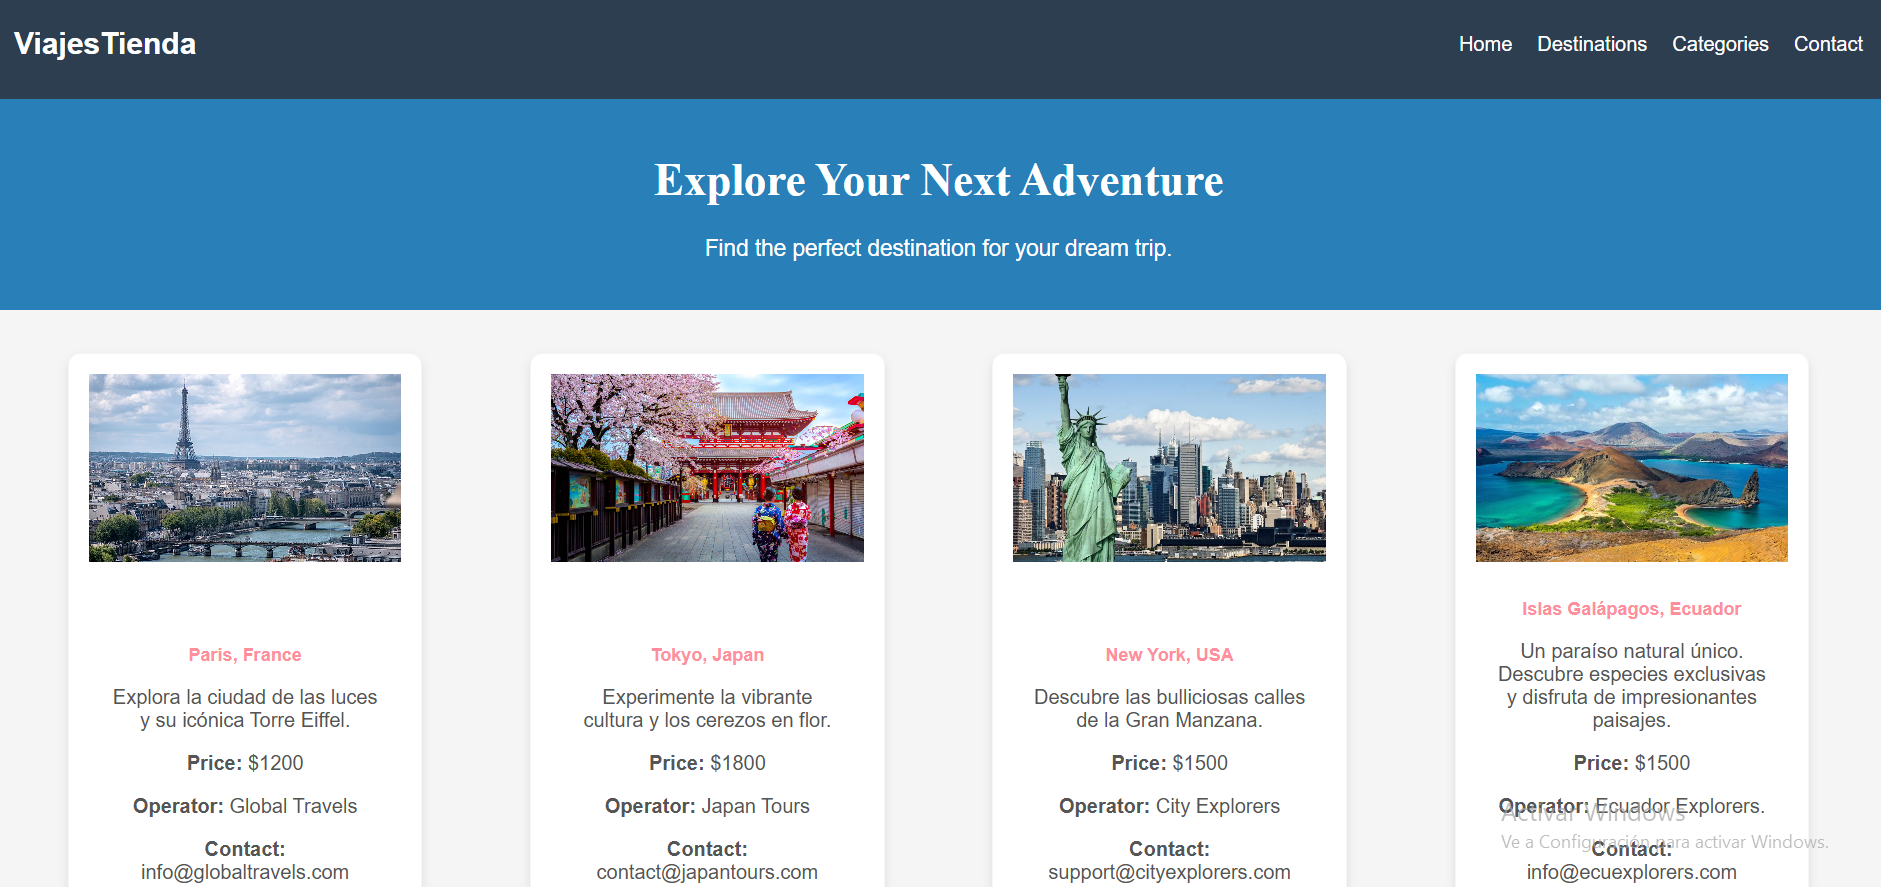 ViajesTienda
Home Destinations Categories Contact
Explore Your Next Adventure
Find the perfect destination for your dream trip.
Paris, France
Explora la ciudad de las luces
y su icónica Torre Eiffel.
Price: $1200
Operator: Global Travels
Contact:
info@globaltravels.com
Tokyo, Japan
Experimente la vibrante
cultura y los cerezos en flor.
Price: $1800
Operator: Japan Tours
Contact:
contact@japantours.com
New York, USA
Descubre las bulliciosas calles
de la Gran Manzana.
Price: $1500
Operator: City Explorers
Contact:
support@cityexplorers.com
Islas Galápagos, Ecuador
Un paraíso natural único.
Descubre especies exclusivas
y disfruta de impresionantes
paisajes.
Price: $1500
Operator: Ecuador Explorers.
Contact:
info@ecuexplorers.com
Activar Windows
Ve a Configuración para activar Windows.